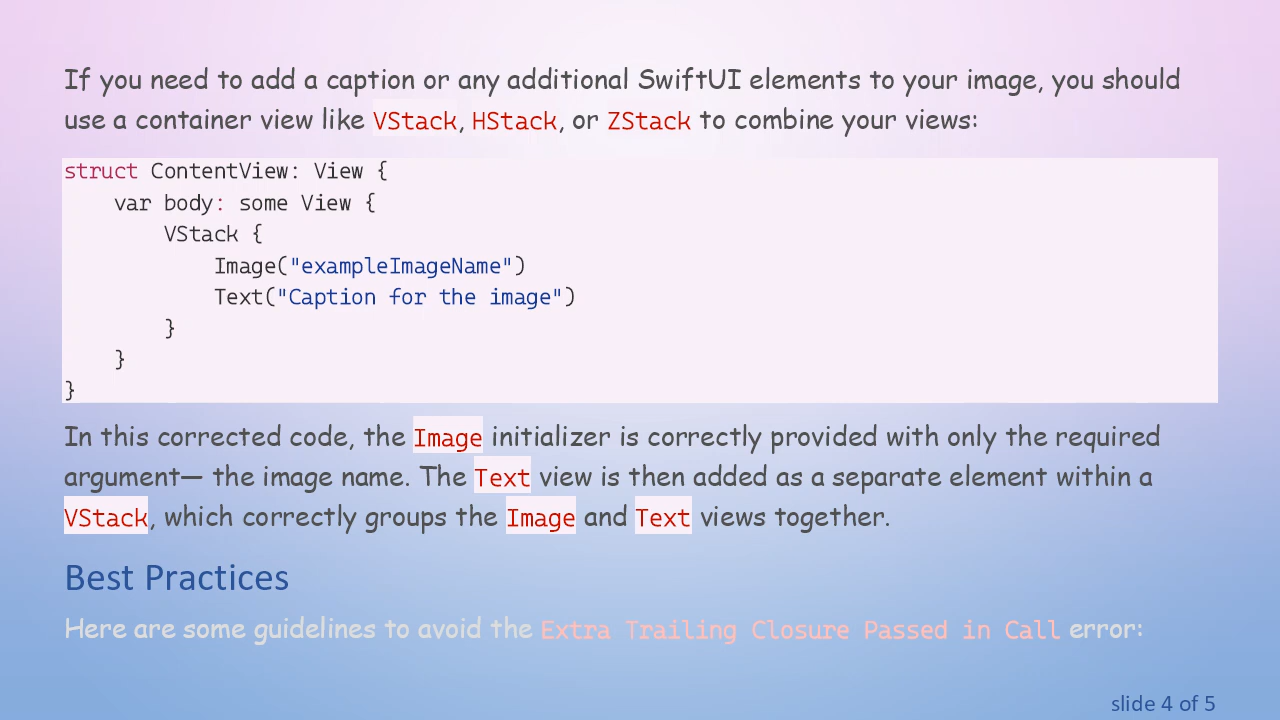 If you need to add a caption or any additional SwiftUI elements to your image, you should
use a container view like VStack, HStack, or ZStack to combine your views:
struct ContentView: View {
    var body: some View {
        VStack {
            Image("exampleImageName")
            Text("Caption for the image")
        }
    }
}
In this corrected code, the Image initializer is correctly provided with only the required
argument— the image name. The Text view is then added as a separate element within a
VStack, which correctly groups the Image and Text views together.
Best Practices
Here are some guidelines to avoid the Extra Trailing Closure Passed in Call error:
slide 4 of 5